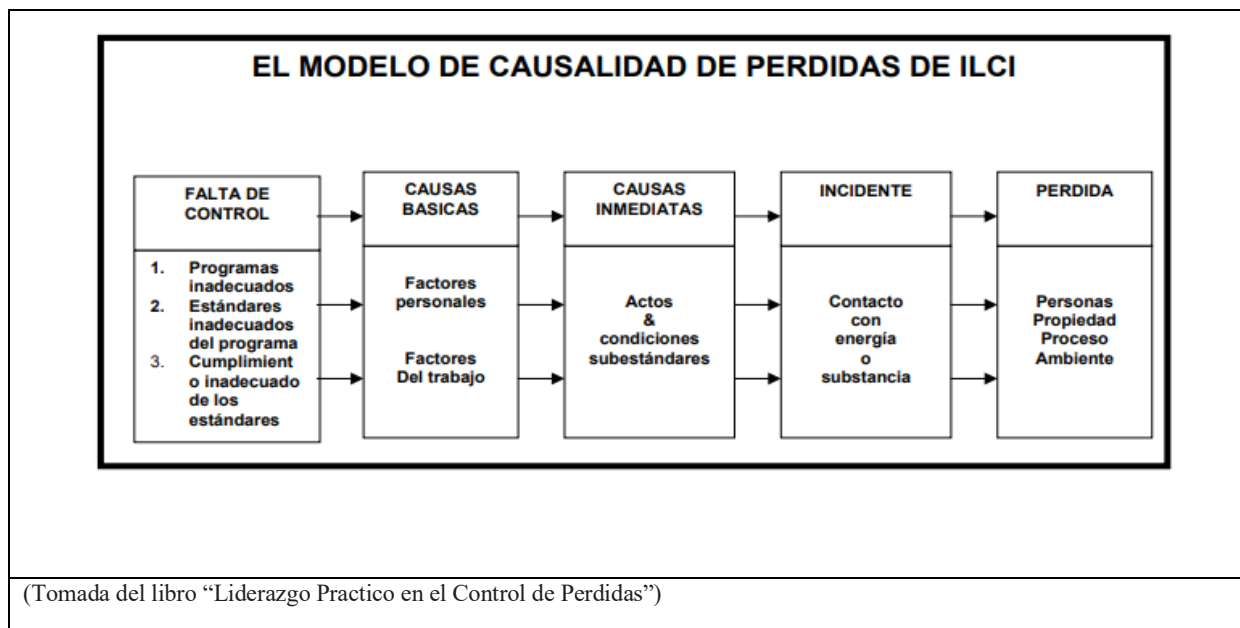 EL MODELO DE CAUSALIDAD DE PERDIDAS DE ILCI
FALTA DE
CONTROL
1. Programas
inadecuados
2. Estándares
inadecuados
del programa
3. Cumplimient
o inadecuado
de los
estándares
CAUSAS
BASICAS
Factores
personales
Factores
Del trabajo
CAUSAS
INMEDIATAS
Actos
&
condiciones
subestándares
INCIDENTE
Contacto
con
energía
o
substancia
PERDIDA
Personas
Propiedad
Proceso
Ambiente
(Tomada del libro “Liderazgo Practico en el Control de Perdidas”)